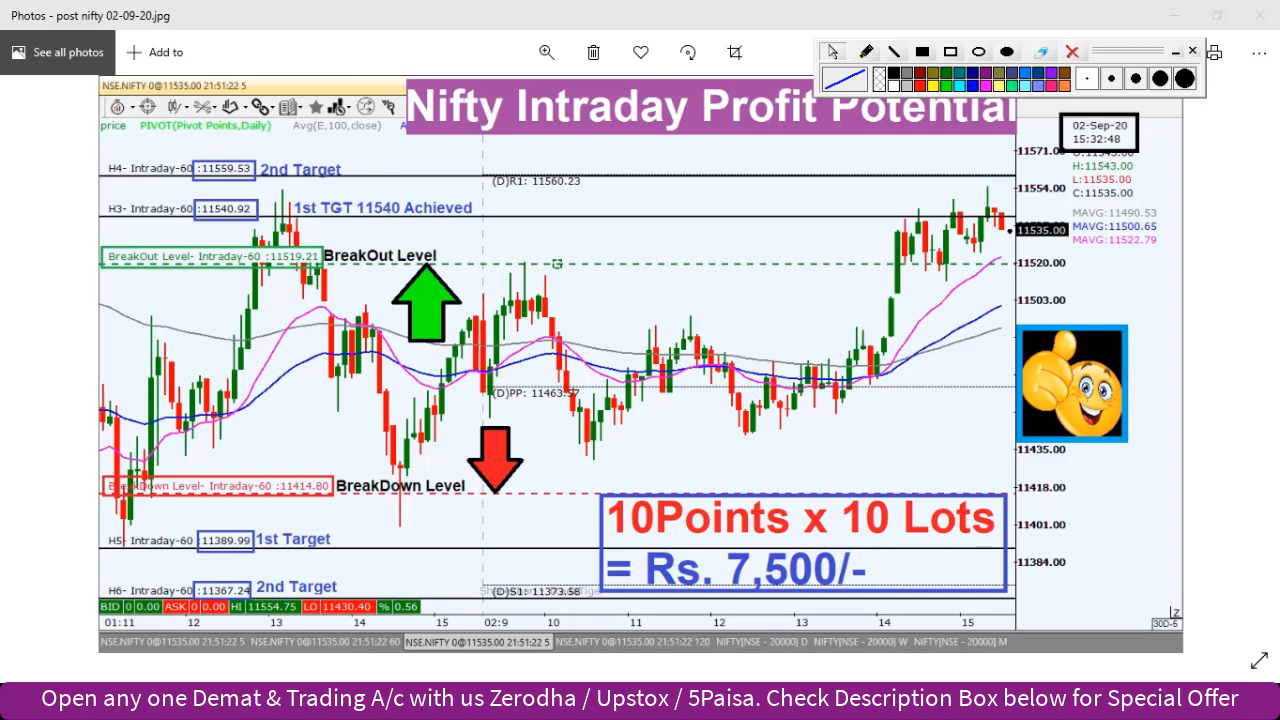 Photos - post nifty 02-09-20.jpg
See all photos
Add to
NSE.NIFTY 0@11535.00 21:51:22 5
Nifty Intraday Profit Potential
price PIVOT(Pivot Points,Daily) Avg(E,100,close)
02-Sep-20
15:32:48
H:11543.00
L:11535.00
C:11535.00
MAVG:11490.53
MAVG:11500.65
MAVG:11522.79
11571.00
11554.00
11535.00
11520.00
11503.00
11435.00
11418.00
11401.00
11384.00
H4- Intraday-60 :11559.53 2nd Target
(D)R1: 11560.23
H3- Intraday-60 :11540.92 1st TGT 11540 Achieved
BreakOut Level- Intraday-60 :11519.21 BreakOut Level
(D)PP: 11463.57
BreakDown Level- Intraday-60 :11414.80 BreakDown Level
10Points x 10 Lots
= Rs. 7,500/-
H5- Intraday-60 :11389.99 1st Target
H6- Intraday-60 :11367.24 2nd Target
(D)S1: 11373.58
BID 0 0.00 ASK 0 0.00 HI 11554.75 LO 11430.40 % 0.56
01:11 12 13 14 15 02:9 10 11 12 13 14 15
30D-5
NSE.NIFTY 0@11535.00 21:51:22 5 NSE.NIFTY 0@11535.00 21:51:22 60 NSE.NIFTY 0@11535.00 21:51:22 5 NSE.NIFTY 0@11535.00 21:51:22 120 NIFTY[NSE - 20000] D NIFTY[NSE - 20000] W NIFTY[NSE - 20000] M
Open any one Demat & Trading A/c with us Zerodha / Upstox / 5Paisa. Check Description Box below for Special Offer